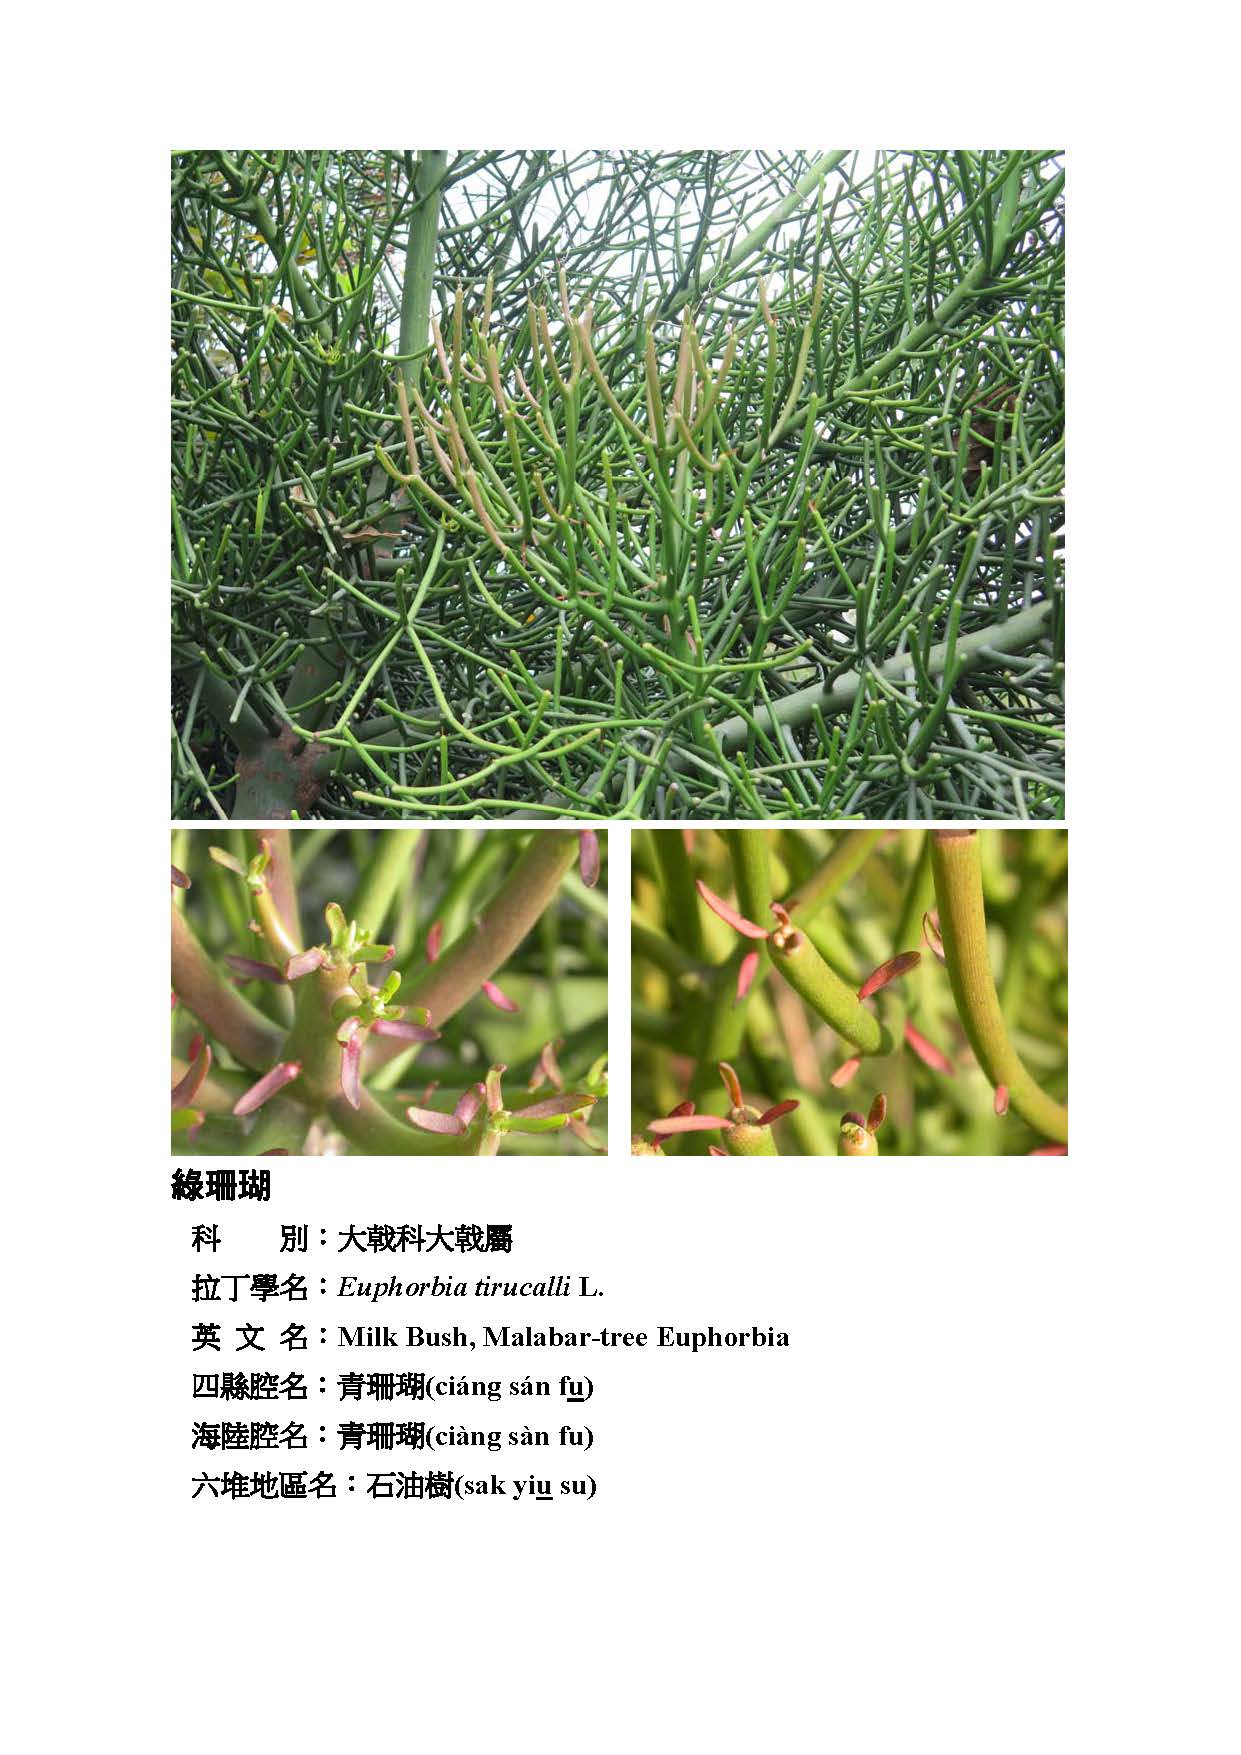 綠珊瑚
科　　別：大戟科大戟屬
拉丁學名：Euphorbia tirucalli L.
英 文 名：Milk Bush, Malabar-tree Euphorbia
四縣腔名：青珊瑚(ciáng sán fu)
海陸腔名：青珊瑚(ciàng sàn fu)
六堆地區名：石油樹(sak yiu su)